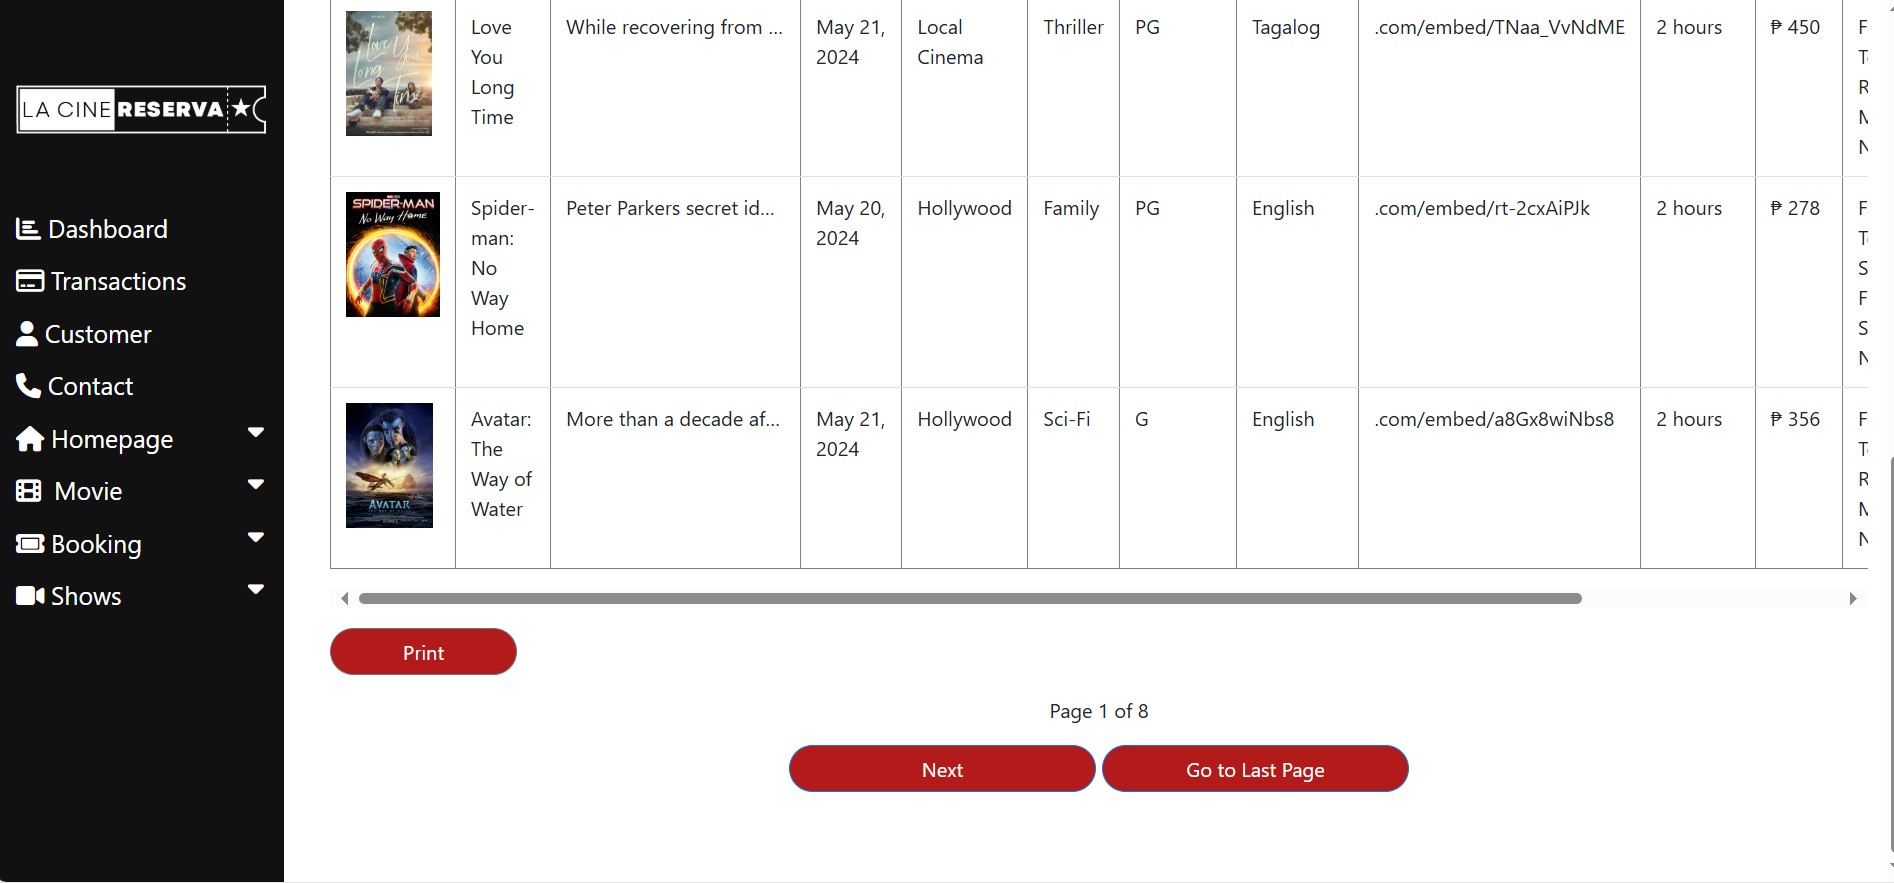 LA CINE RESERVA
Dashboard
Transactions
Customer
Contact
Homepage
Movie
Booking
Shows
Love You Long Time
Love
You
Long
Time
While recovering from ...
May 21,
2024
Local
Cinema
Thriller
PG
Tagalog
.com/embed/TNaa_VvNdME
2 hours
₱ 450
SPIDER-MAN
No Way Home
Spider-
man:
No
Way
Home
Peter Parkers secret id...
May 20,
2024
Hollywood
Family
PG
English
.com/embed/rt-2cxAiPJk
2 hours
₱ 278
AVATAR
Avatar:
The
Way of
Water
More than a decade af...
May 21,
2024
Hollywood
Sci-Fi
G
English
.com/embed/a8Gx8wiNbs8
2 hours
₱ 356
Print
Page 1 of 8
Next
Go to Last Page